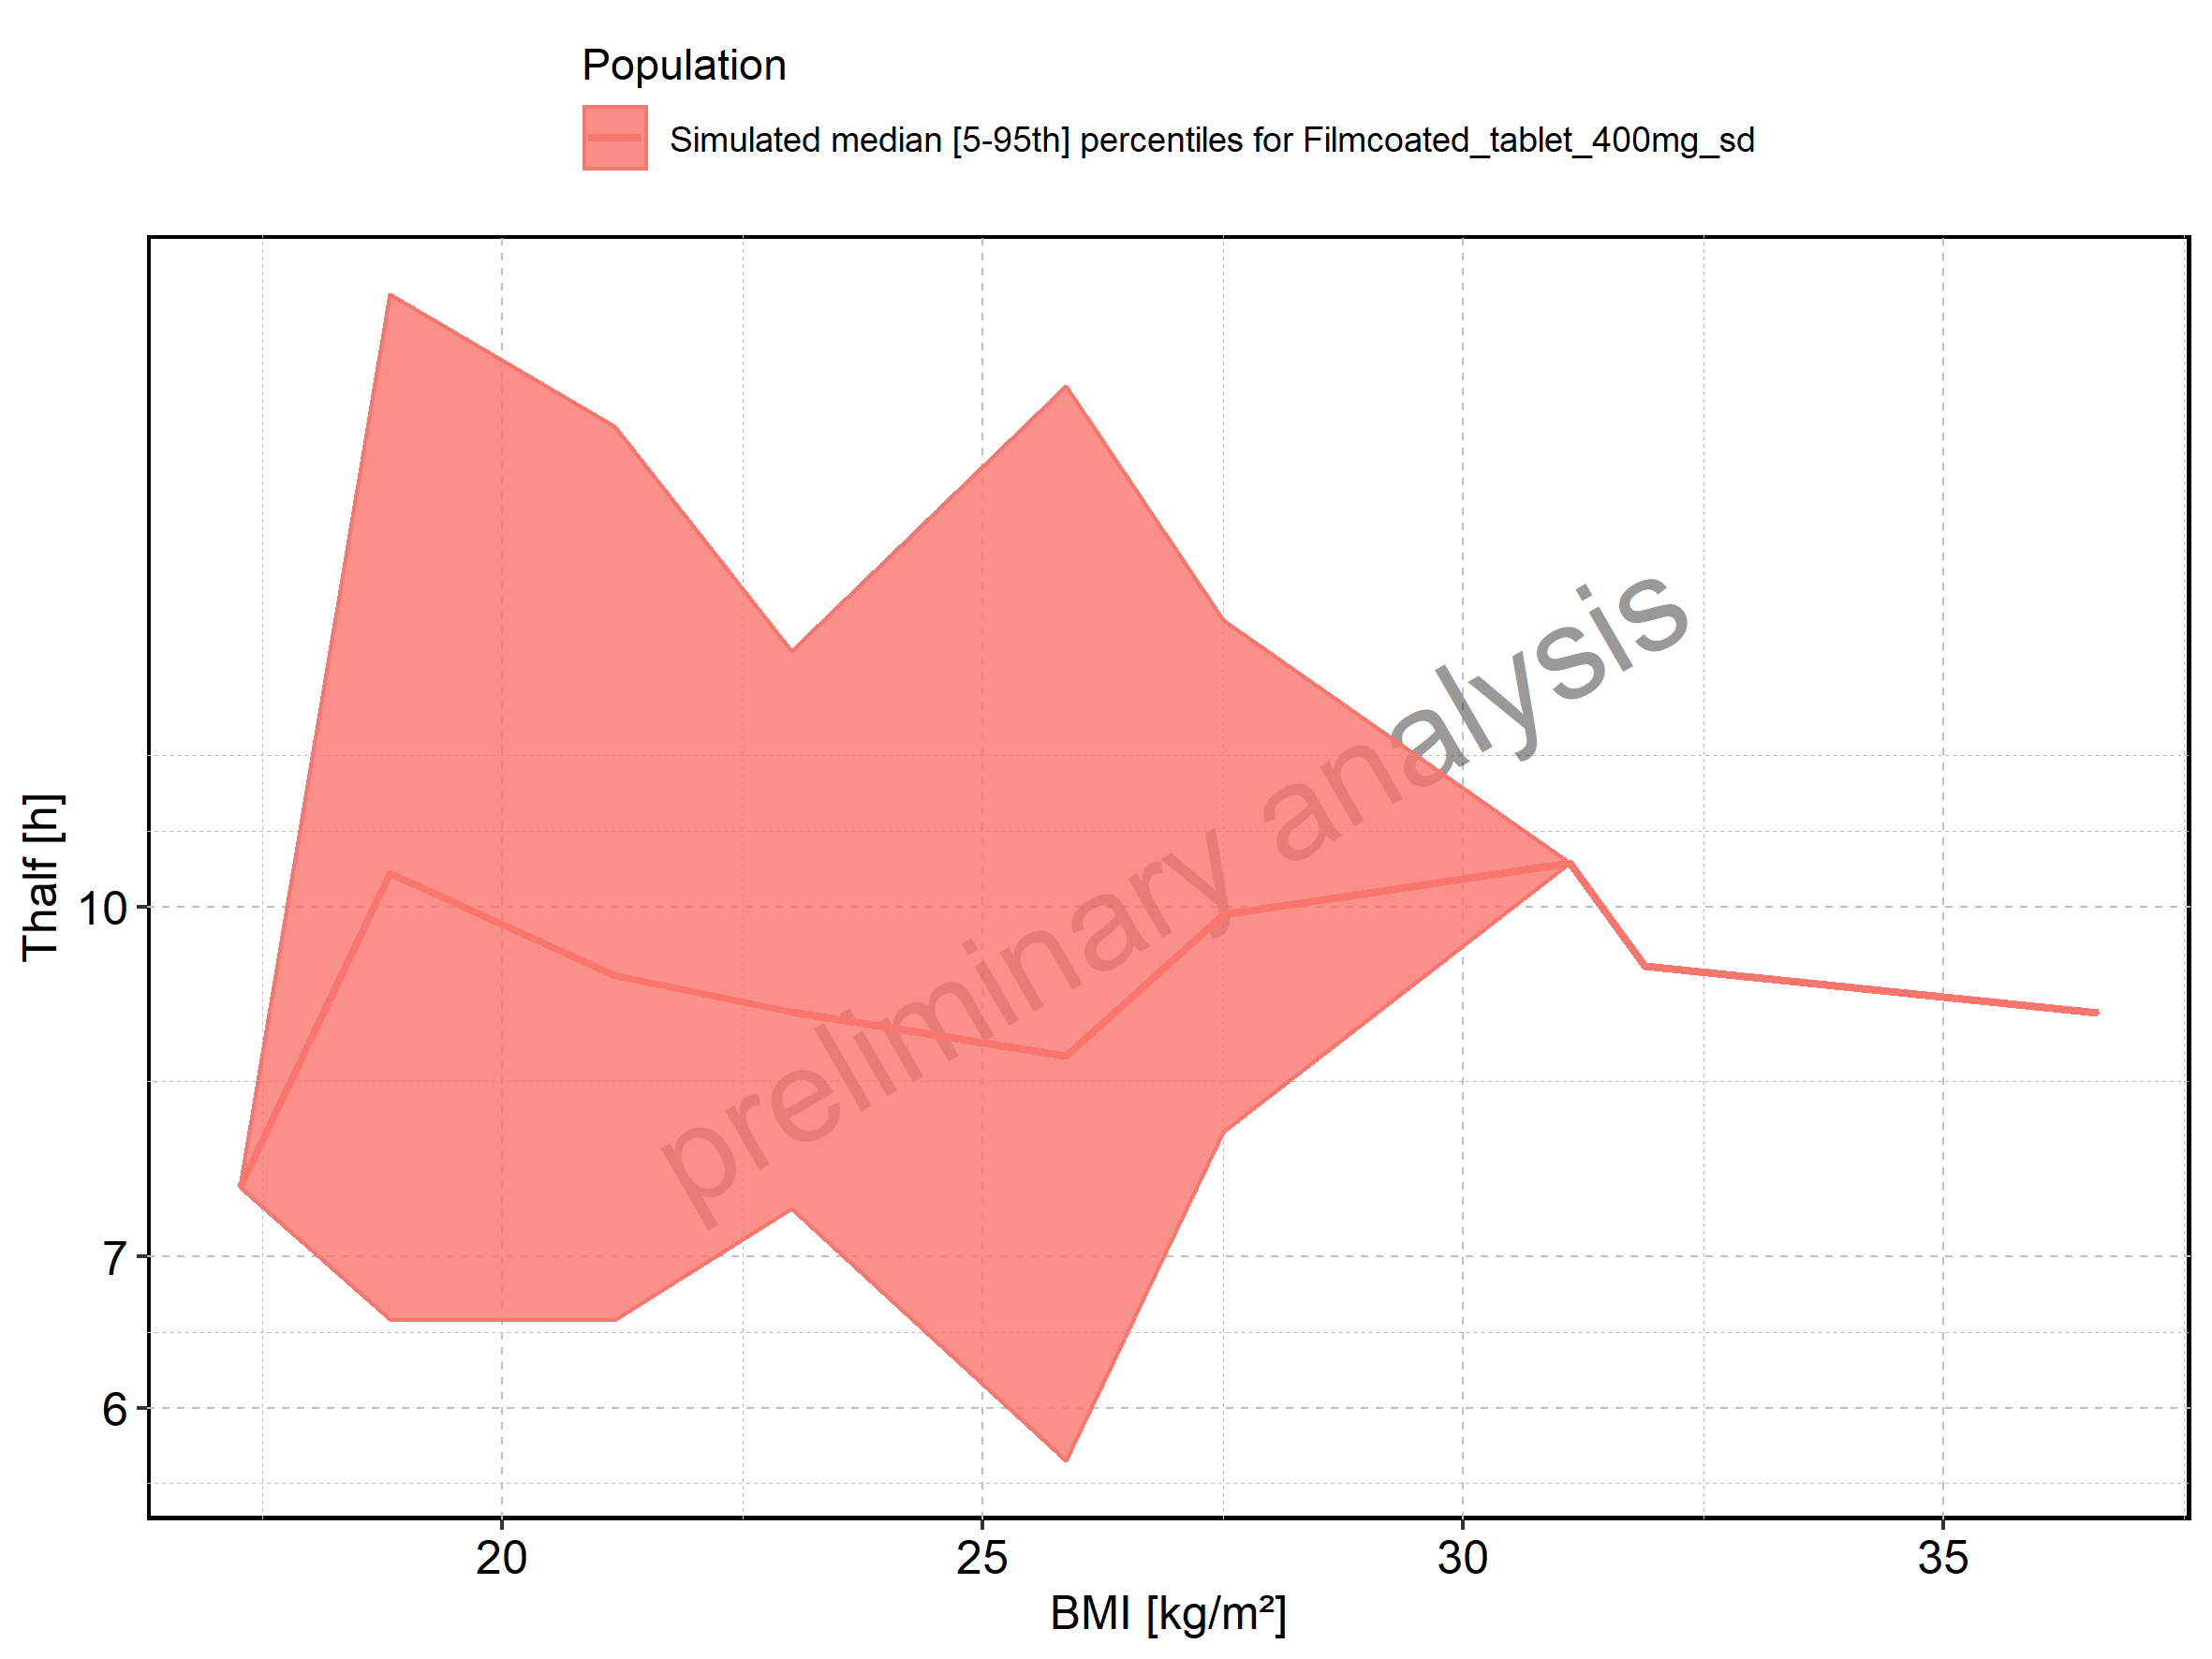 Population
Simulated median [5-95th] percentiles for Filmcoated_tablet_400mg_sd
Thalf [h]
10
7
6
preliminary analysis
20 25 30 35
BMI [kg/m²]